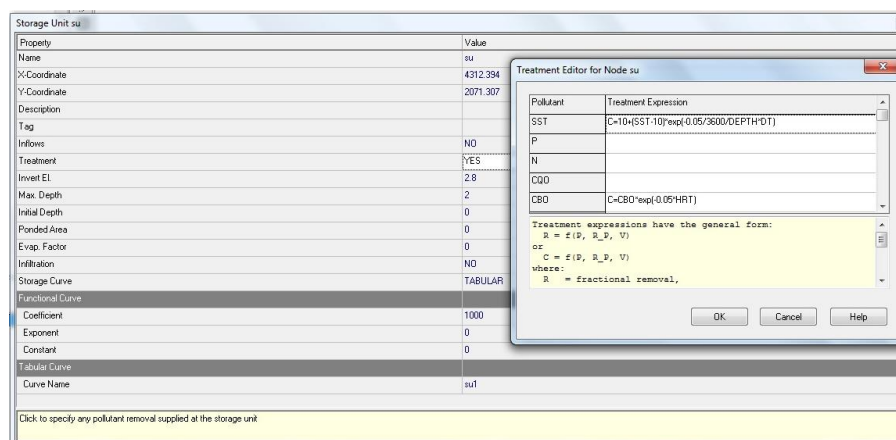 Storage Unit su
Property Value
Name su
X-Coordinate 4312.394
Y-Coordinate 2071.307
Description
Tag
Inflows NO
Treatment YES
Invert El. 2.8
Max. Depth 2
Initial Depth 0
Ponded Area 0
Evap. Factor 0
Infiltration NO
Storage Curve TABULAR
Functional Curve
Coefficient 1000
Exponent 0
Constant 0
Tabular Curve
Curve Name su1
Click to specify any pollutant removal supplied at the storage unit
Treatment Editor for Node su
Pollutant Treatment Expression
SST C=10+(SST-10)*exp(-0.05/3600/DEPTH*DT)
P
N
CQO
CBO C=CBO*exp(-0.05*HRT)
Treatment expressions have the general form:
R = f(P, R_P, V)
or
C = f(P, R_P, V)
where:
R = fractional removal,
OK Cancel Help